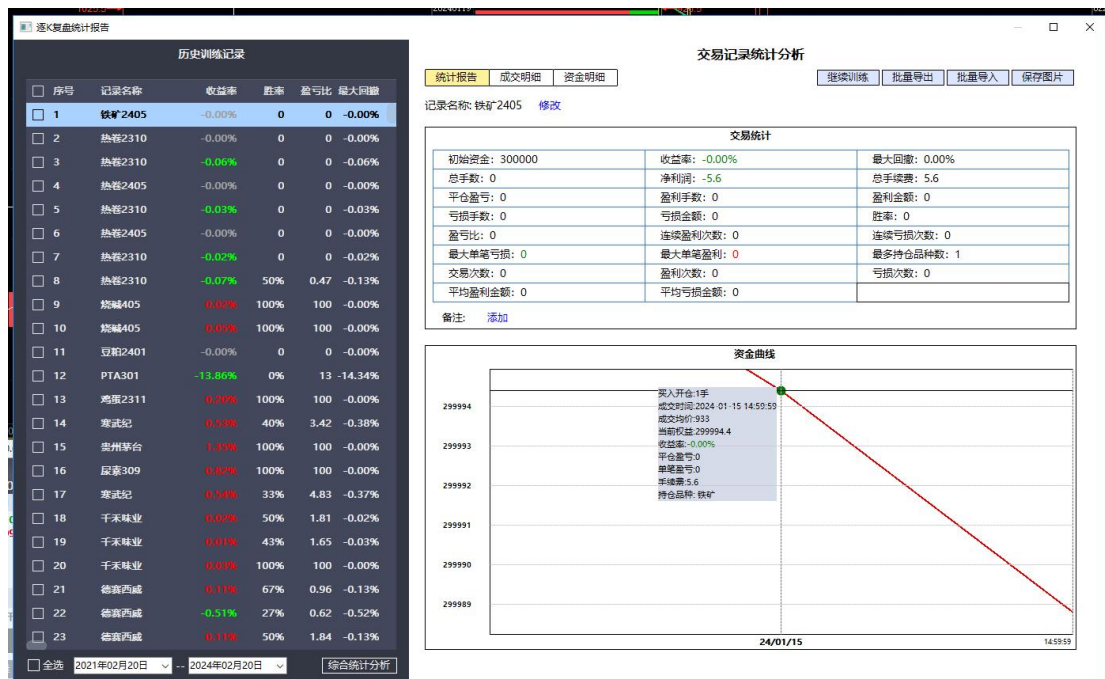 逐K复盘统计报告
历史训练记录
序号 记录名称 收益率 胜率 盈亏比 最大回撤
1 铁矿2405 -0.00% 0 0 -0.00%
2 热卷2310 -0.00% 0 0 -0.00%
3 热卷2310 -0.06% 0 0 -0.06%
4 热卷2405 -0.00% 0 0 -0.00%
5 热卷2310 -0.03% 0 0 -0.03%
6 热卷2405 -0.00% 0 0 -0.00%
7 热卷2310 -0.02% 0 0 -0.02%
8 热卷2310 -0.07% 50% 0.47 -0.13%
9 烧碱405 0.02% 100% 100 -0.00%
10 烧碱405 0.05% 100% 100 -0.00%
11 豆粕2401 -0.00% 0 0 -0.00%
12 PTA301 -13.86% 0% 13 -14.34%
13 鸡蛋2311 0.20% 100% 100 -0.00%
14 寒武纪 0.53% 40% 3.42 -0.38%
15 贵州茅台 1.35% 100% 100 -0.00%
16 尿素309 0.82% 100% 100 -0.00%
17 寒武纪 0.54% 33% 4.83 -0.37%
18 千禾味业 0.02% 50% 1.81 -0.02%
19 千禾味业 0.01% 43% 1.65 -0.03%
20 千禾味业 0.03% 100% 100 -0.00%
21 德赛西威 0.11% 67% 0.96 -0.13%
22 德赛西威 -0.51% 27% 0.62 -0.52%
23 德赛西威 0.11% 50% 1.84 -0.13%
全选 2021年02月20日 -- 2024年02月20日 综合统计分析
交易记录统计分析
统计报告 成交明细 资金明细 继续训练 批量导出 批量导入 保存图片
记录名称: 铁矿2405 修改
交易统计
初始资金: 300000 收益率: -0.00% 最大回撤: 0.00%
总手数: 0 净利润: -5.6 总手续费: 5.6
平仓盈亏: 0 盈利手数: 0 盈利金额: 0
亏损手数: 0 亏损金额: 0 胜率: 0
盈亏比: 0 连续盈利次数: 0 连续亏损次数: 0
最大单笔亏损: 0 最大单笔盈利: 0 最多持仓品种数: 1
交易次数: 0 盈利次数: 0 亏损次数: 0
平均盈利金额: 0 平均亏损金额: 0
备注: 添加
资金曲线
299994
299993
299992
299991
299990
299989
买入开仓:1手
成交时间:2024-01-15 14:59:59
成交均价:933
当前权益:299994.4
收益率:-0.00%
平仓盈亏:0
单笔盈亏:0
手续费:5.6
持仓品种: 铁矿
24/01/15 14:59:59